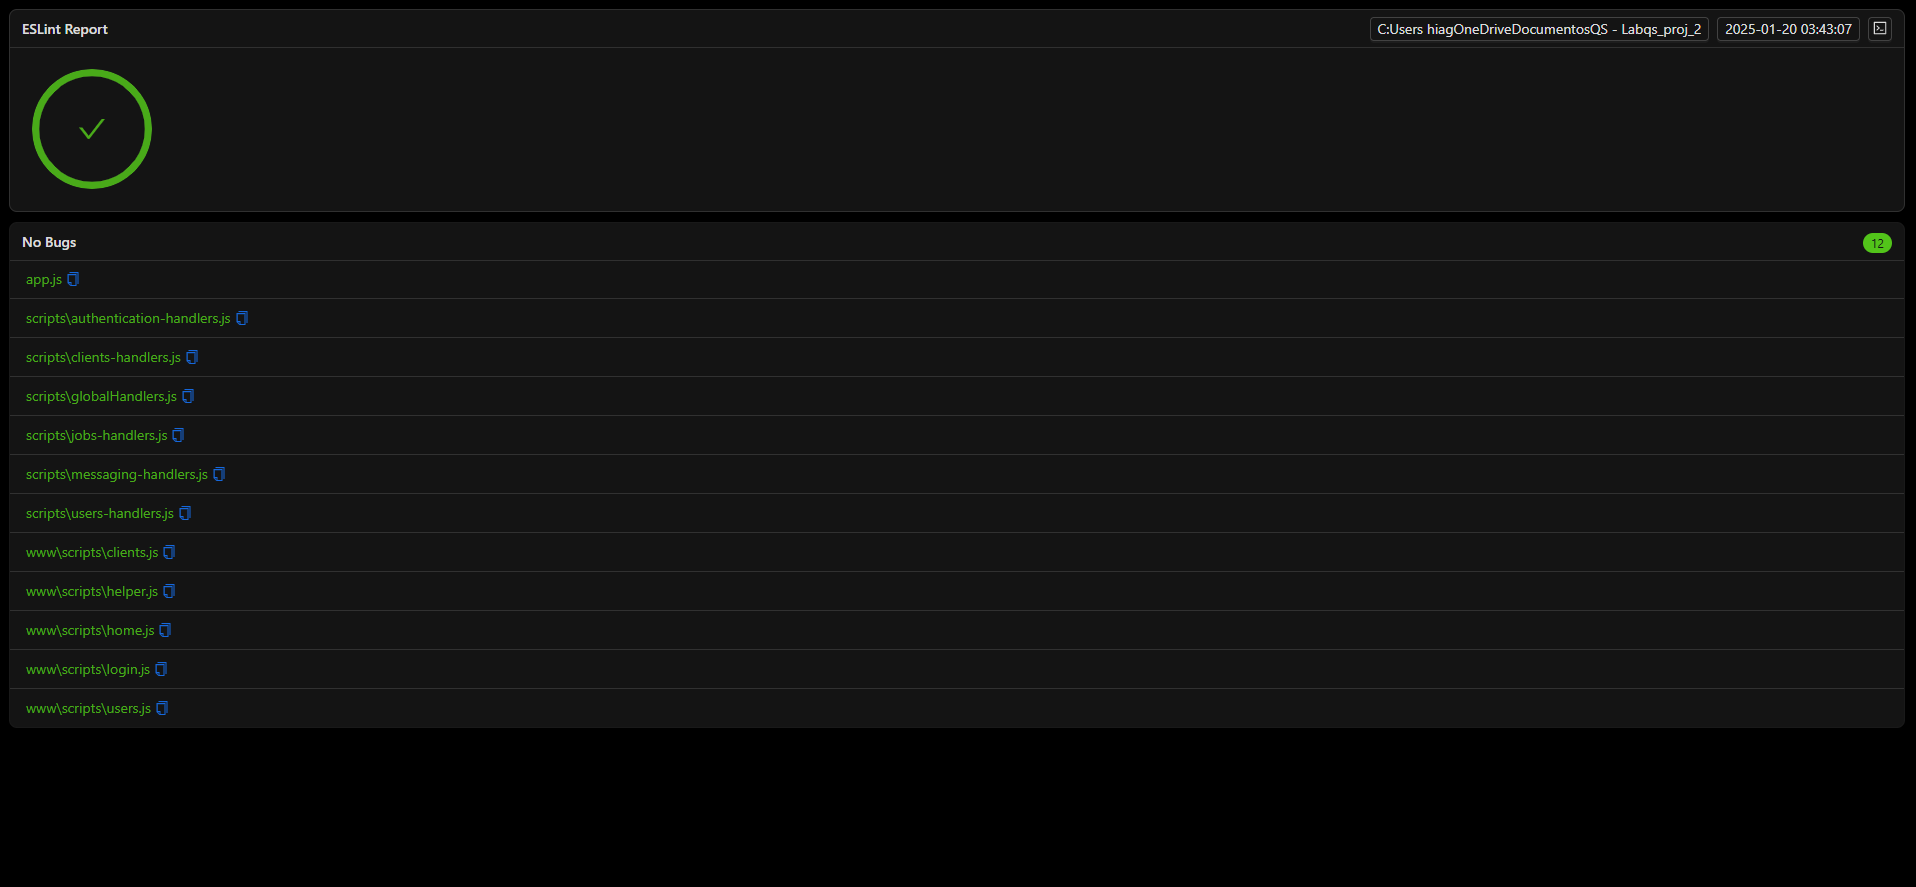 ESLint Report
C:Users hiagOneDriveDocumentosQS - Labqs_proj_2
2025-01-20 03:43:07
No Bugs
12
app.js
scripts\authentication-handlers.js
scripts\clients-handlers.js
scripts\globalHandlers.js
scripts\jobs-handlers.js
scripts\messaging-handlers.js
scripts\users-handlers.js
www\scripts\clients.js
www\scripts\helper.js
www\scripts\home.js
www\scripts\login.js
www\scripts\users.js